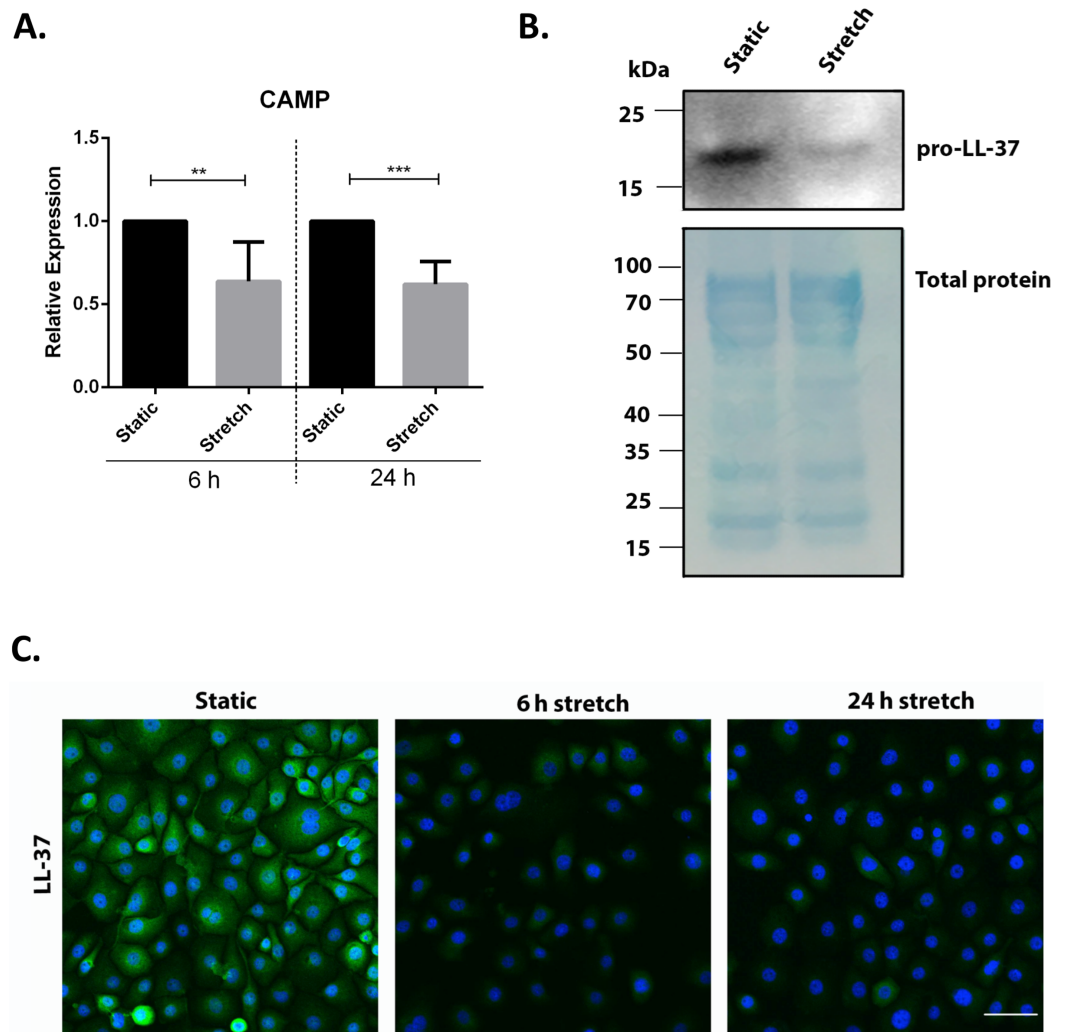 A.
CAMP
Relative Expression
1.5
1.0
0.5
0.0
**
***
Static
Stretch
Static
Stretch
6 h
24 h
B.
kDa
Static
Stretch
25
15
pro-LL-37
100
70
50
40
35
25
15
Total protein
C.
Static
6 h stretch
24 h stretch
LL-37